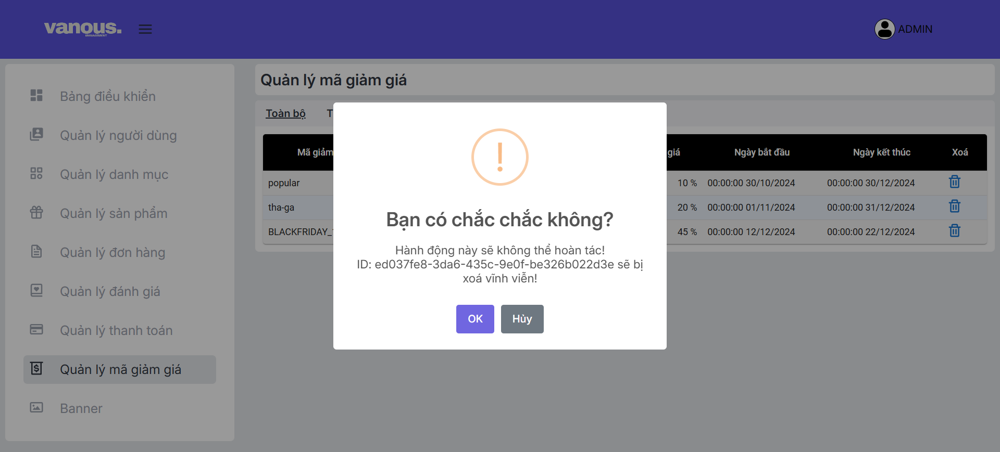 vanous.
MANAGEMENT
ADMIN
Bảng điều khiển
Quản lý người dùng
Quản lý danh mục
Quản lý sản phẩm
Quản lý đơn hàng
Quản lý đánh giá
Quản lý thanh toán
Quản lý mã giảm giá
Banner
Quản lý mã giảm giá
Toàn bộ T
Mã giảm giá Ngày bắt đầu Ngày kết thúc Xoá
popular 10 % 00:00:00 30/10/2024 00:00:00 30/12/2024
tha-ga 20 % 00:00:00 01/11/2024 00:00:00 31/12/2024
BLACKFRIDAY_ 45 % 00:00:00 12/12/2024 00:00:00 22/12/2024
!
Bạn có chắc chắc không?
Hành động này sẽ không thể hoàn tác!
ID: ed037fe8-3da6-435c-9e0f-be326b022d3e sẽ bị
xoá vĩnh viễn!
OK Hủy